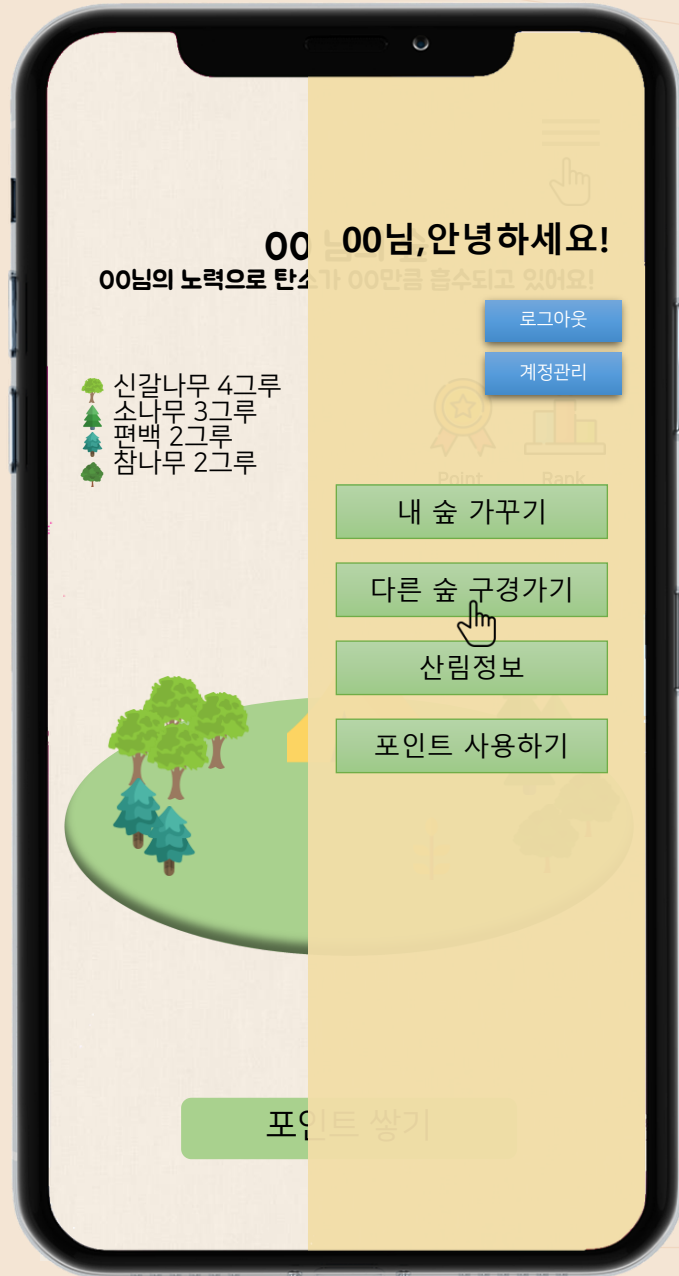 00님,안녕하세요!
00 님의 숲
00님의 노력으로 탄소가 00만큼 흡수되고 있어요!
로그아웃
계정관리
신갈나무 4그루
소나무 3그루
편백 2그루
참나무 2그루
Point
Rank
내 숲 가꾸기
다른 숲 구경가기
산림정보
포인트 사용하기
포인트 쌓기